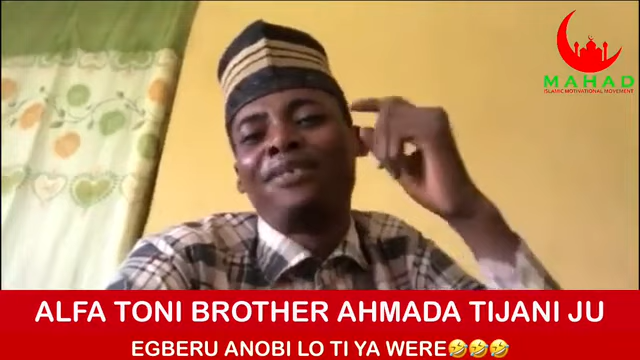 MAHAD
ISLAMIC MOTIVATIONAL MOVEMENT
ALFA TONI BROTHER AHMADA TIJANI JU
EGBERU ANOBI LO TI YA WERE🤣🤣🤣